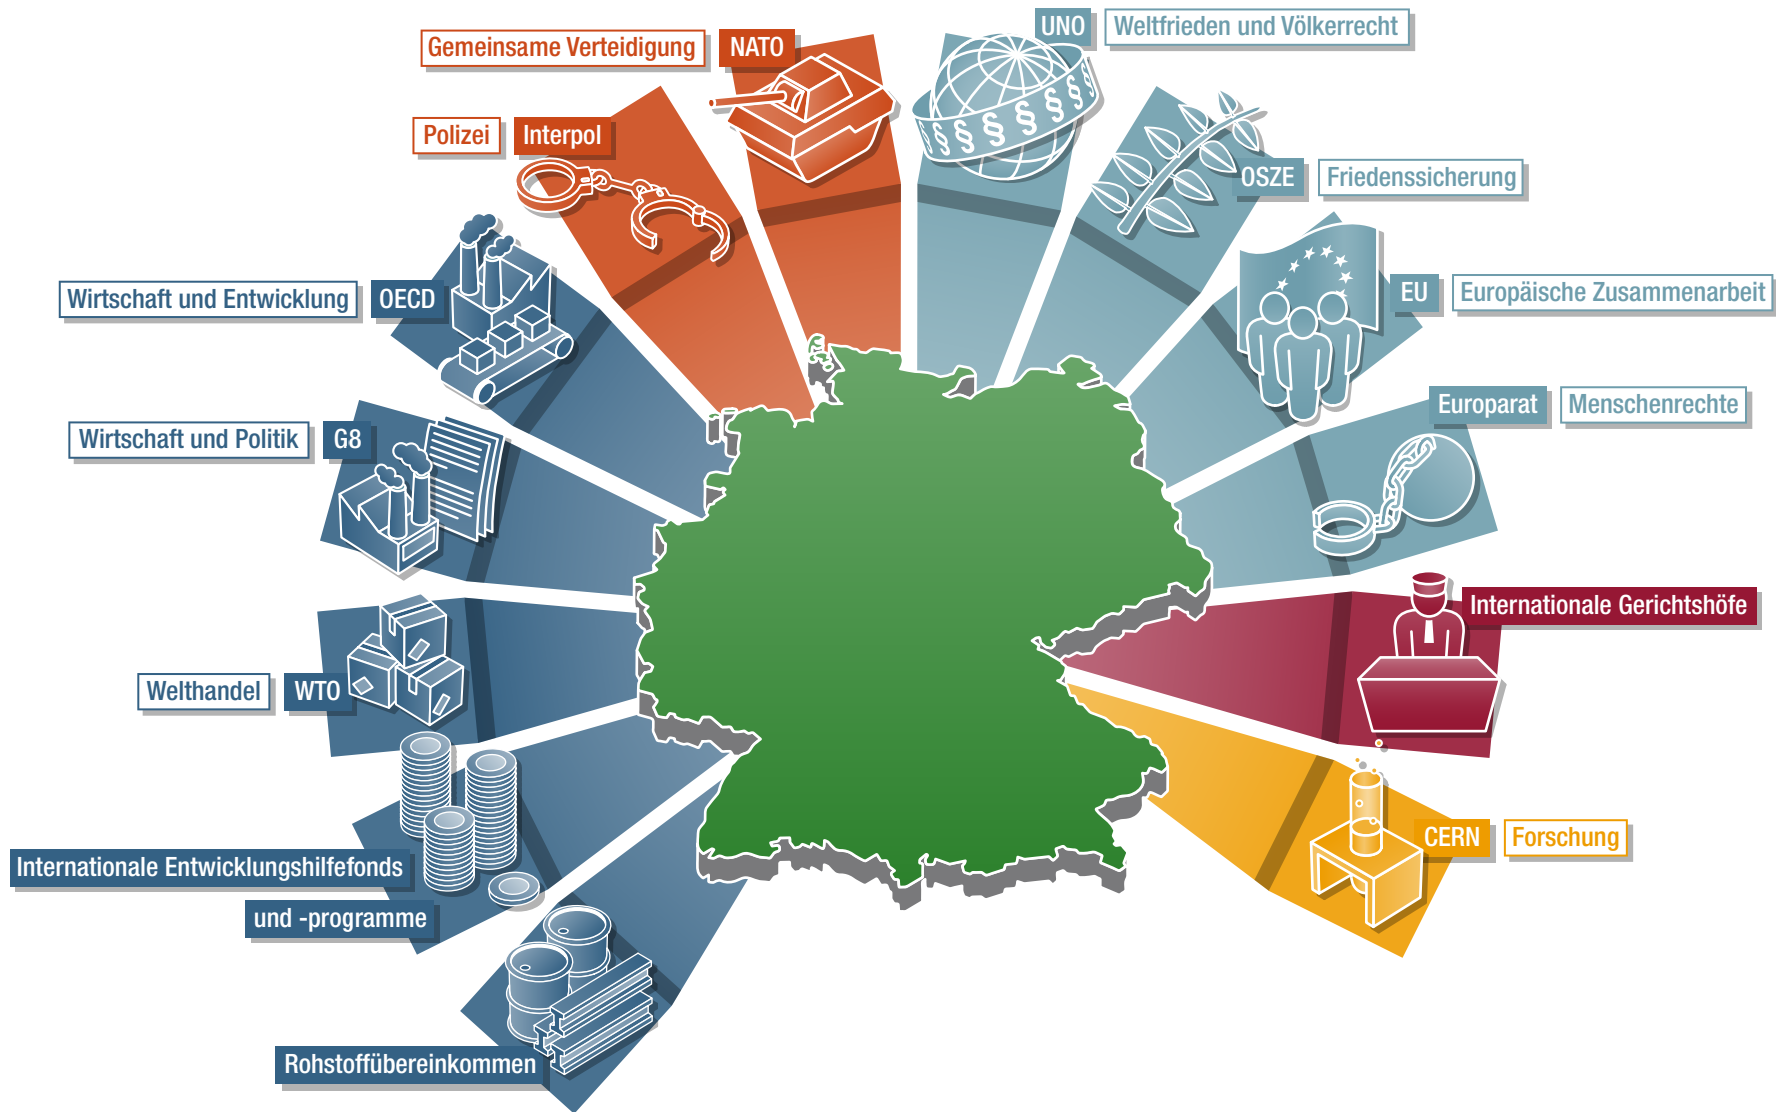 Gemeinsame Verteidigung NATO
UNO Weltfrieden und Völkerrecht
Polizei Interpol
OSZE Friedenssicherung
Wirtschaft und Entwicklung OECD
EU Europäische Zusammenarbeit
Wirtschaft und Politik G8
Europarat Menschenrechte
Internationale Gerichtshöfe
Welthandel WTO
CERN Forschung
Internationale Entwicklungshilfefonds
und -programme
Rohstoffübereinkommen
§ § § § § § § §